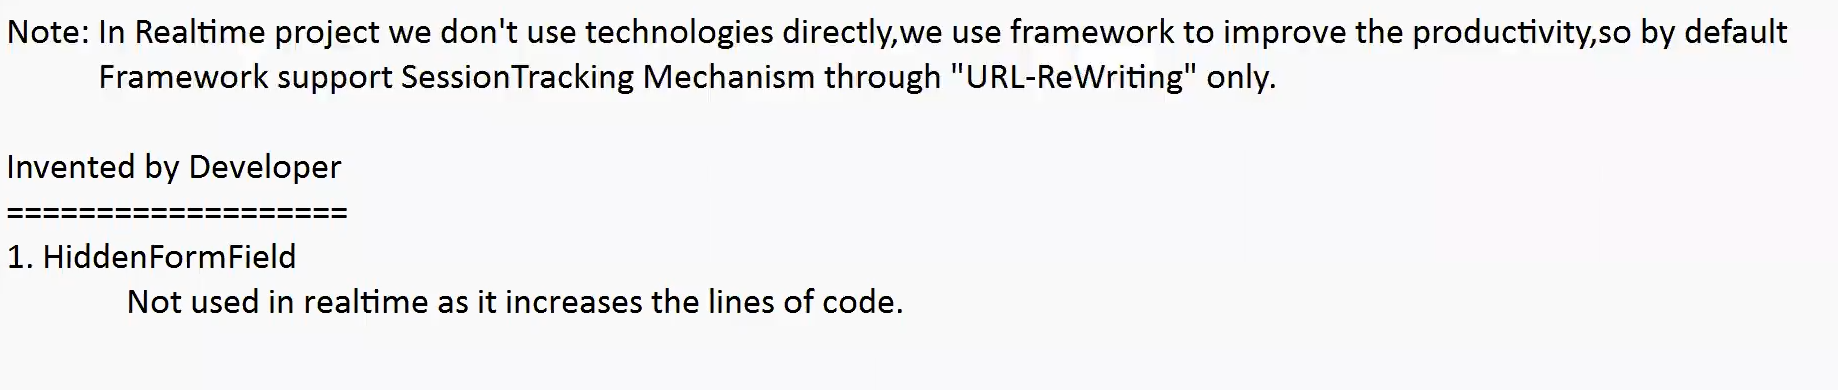 Note: In Realtime project we don't use technologies directly,we use framework to improve the productivity,so by default
Framework support SessionTracking Mechanism through "URL-ReWriting" only.
Invented by Developer
===================
1. HiddenFormField
Not used in realtime as it increases the lines of code.